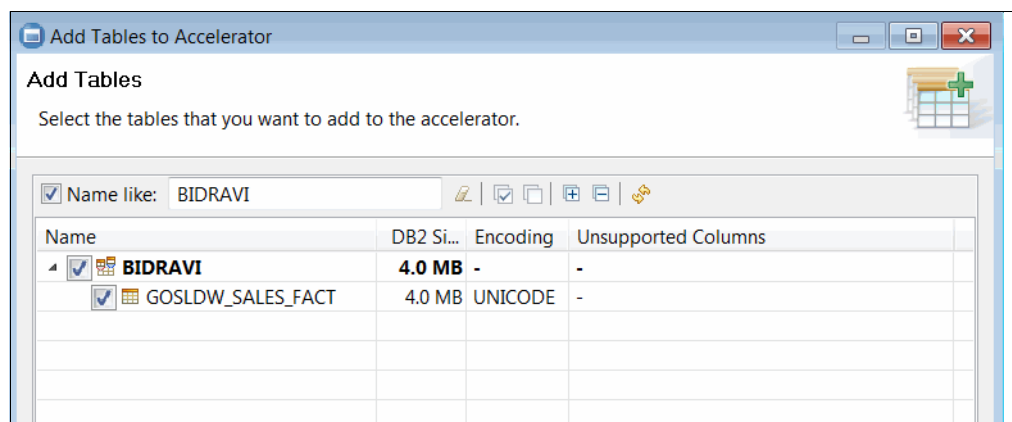 Add Tables to Accelerator
Add Tables
Select the tables that you want to add to the accelerator.
Name like: BIDRAVI
Name DB2 Si... Encoding Unsupported Columns
BIDRAVI 4.0 MB - -
GOSLDW_SALES_FACT 4.0 MB UNICODE -